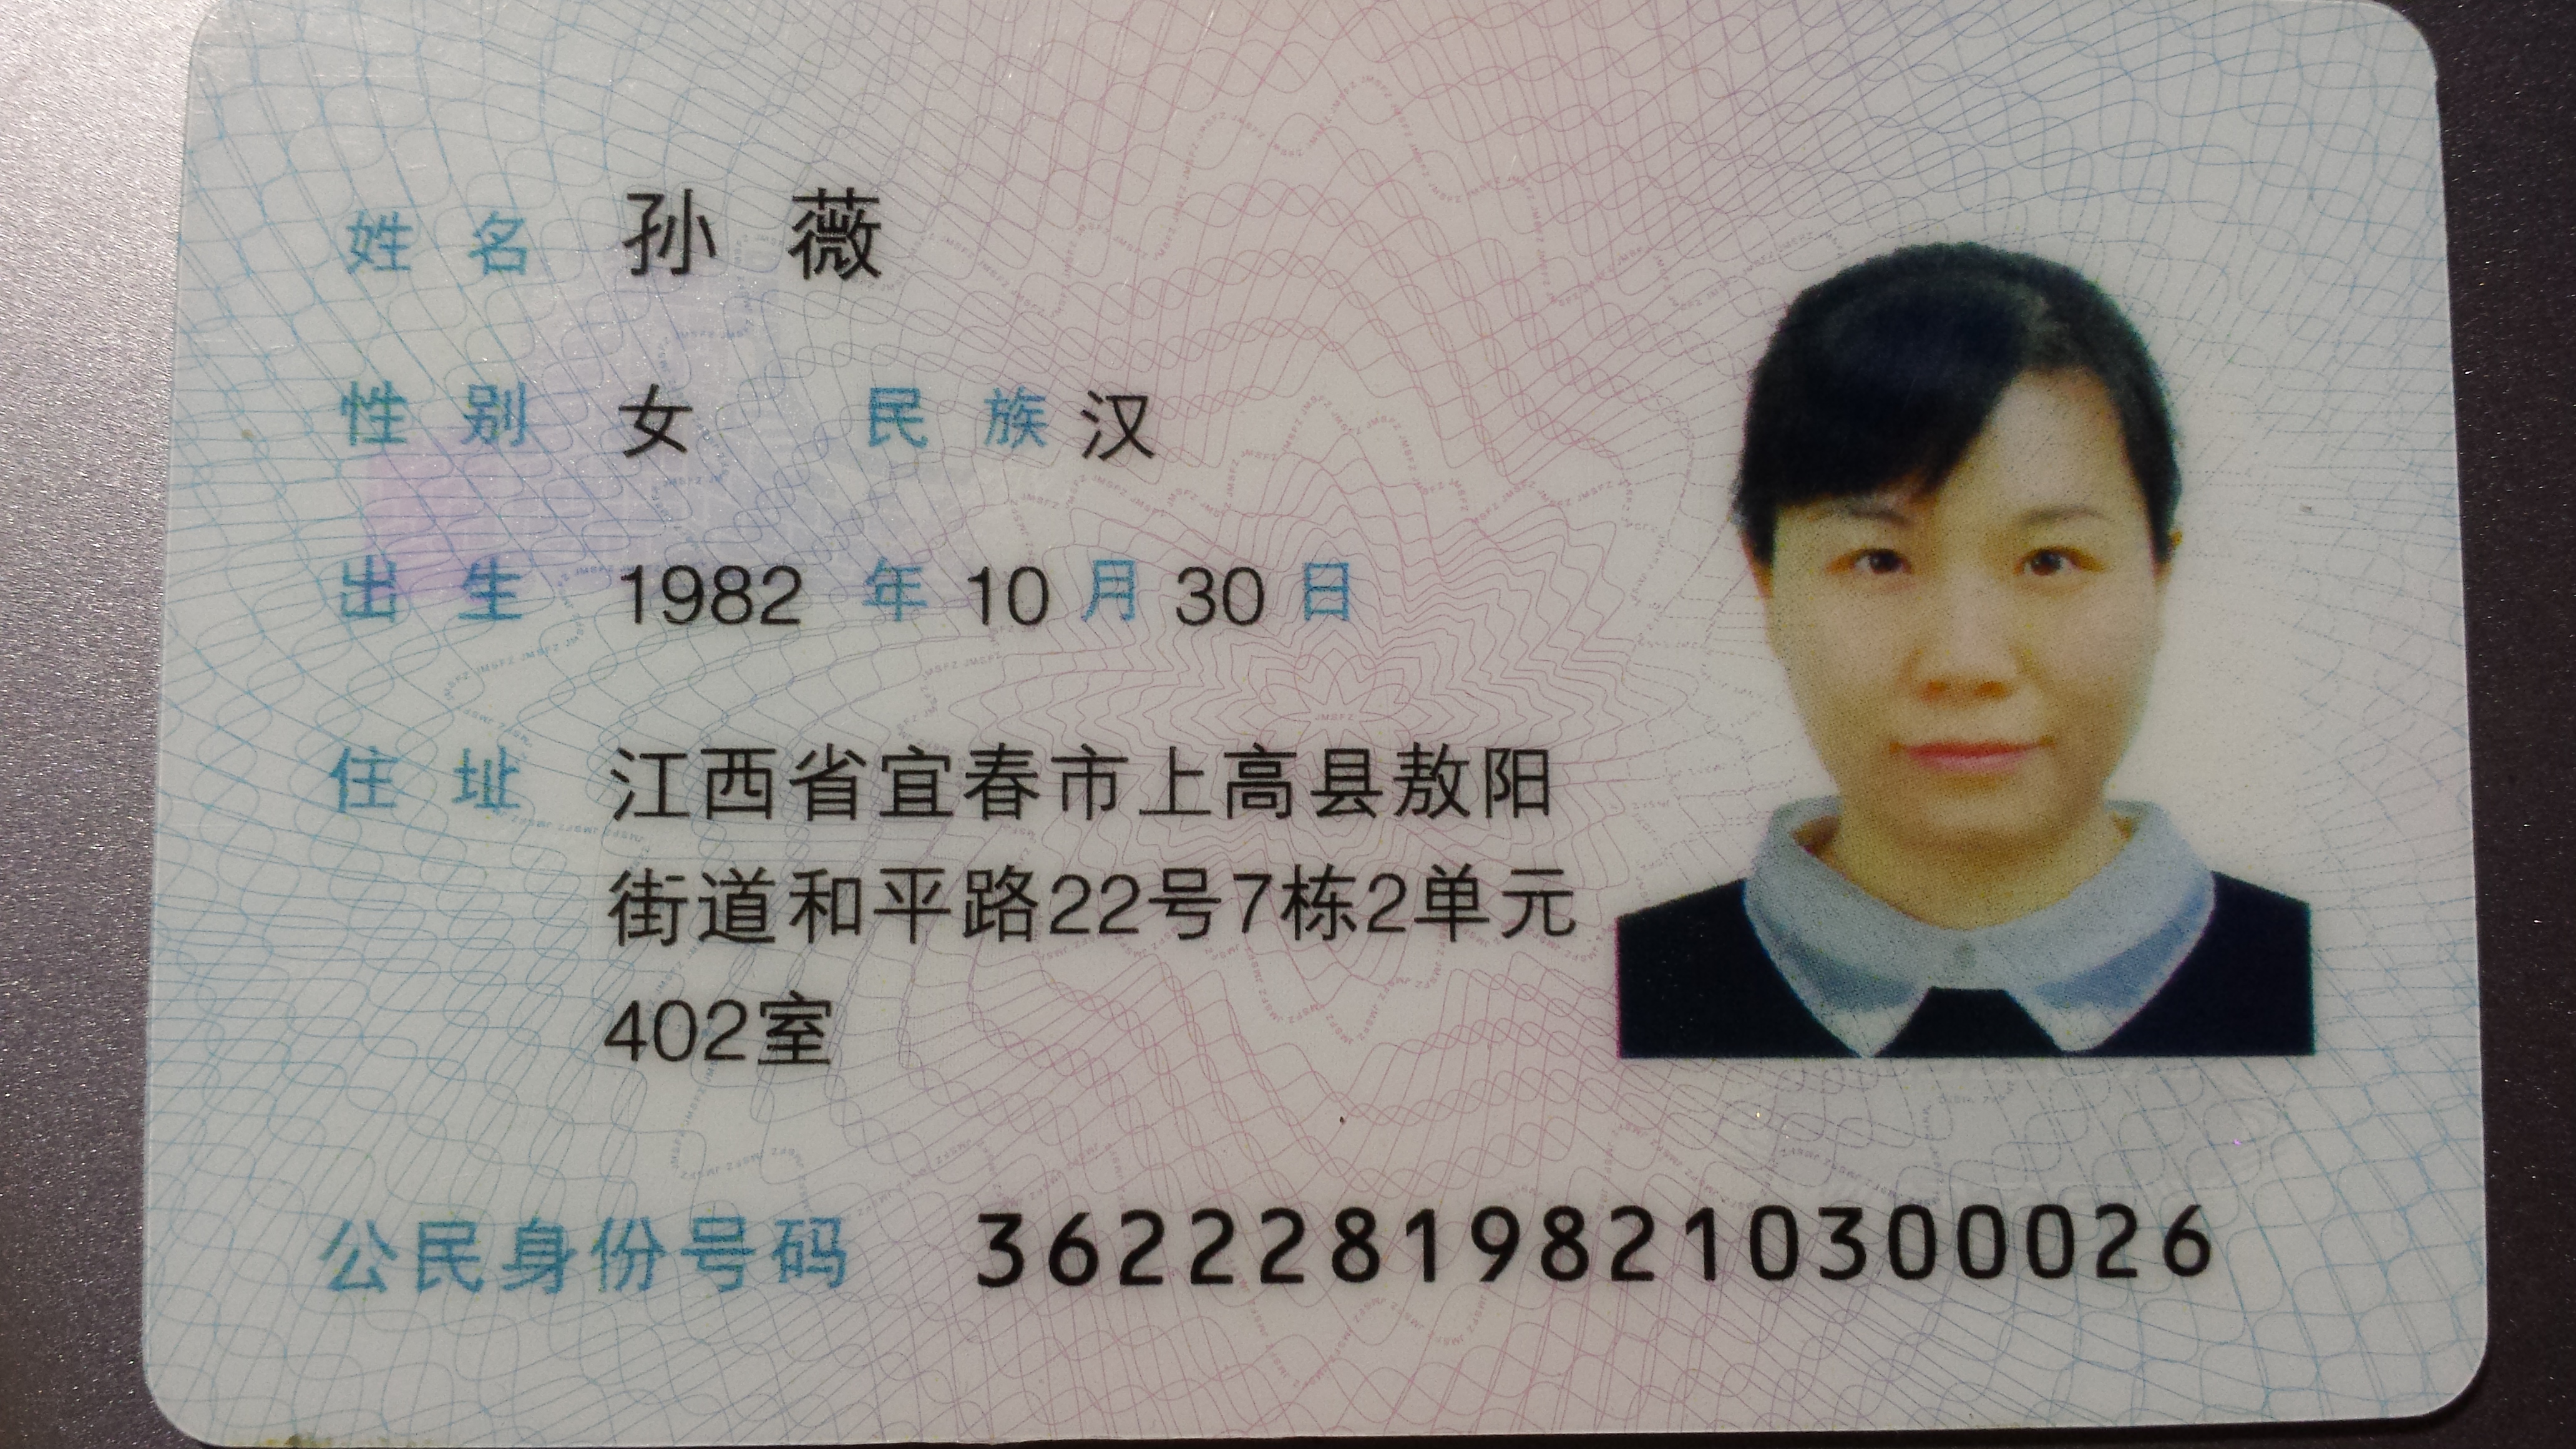 姓名 孙薇
性别 女 民族 汉
出生 1982 年 10 月 30 日
住址 江西省宜春市上高县敖阳
街道和平路22号7栋2单元
402室
公民身份号码 362228198210300026